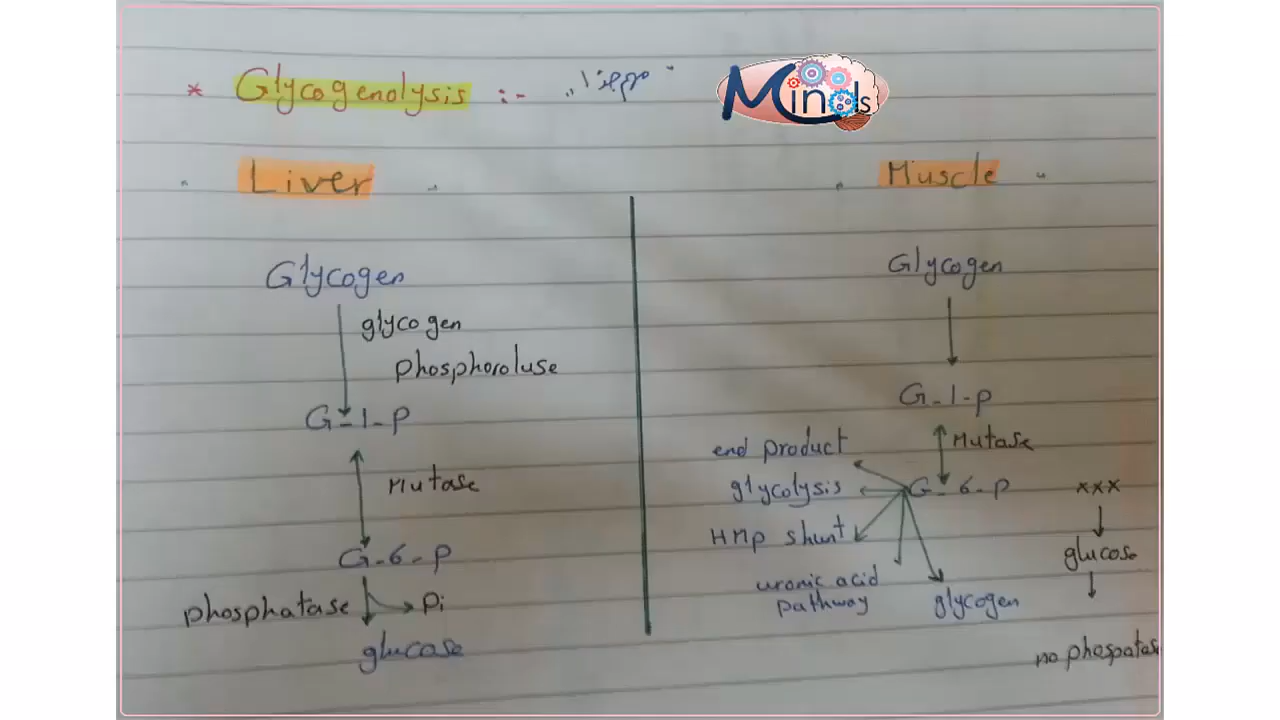 * Glycogenolysis :-
Minds
Liver
Glycogen
glycogen
phosphoroluse
G-1-P
Mutase
G-6-P
phosphatase
Pi
glucose
Muscle
Glycogen
G-1-P
Mutase
G-6-P
end product
glycolysis
HMP shunt
uronic acid
pathway
glycogen
xxx
glucose
no phospatase